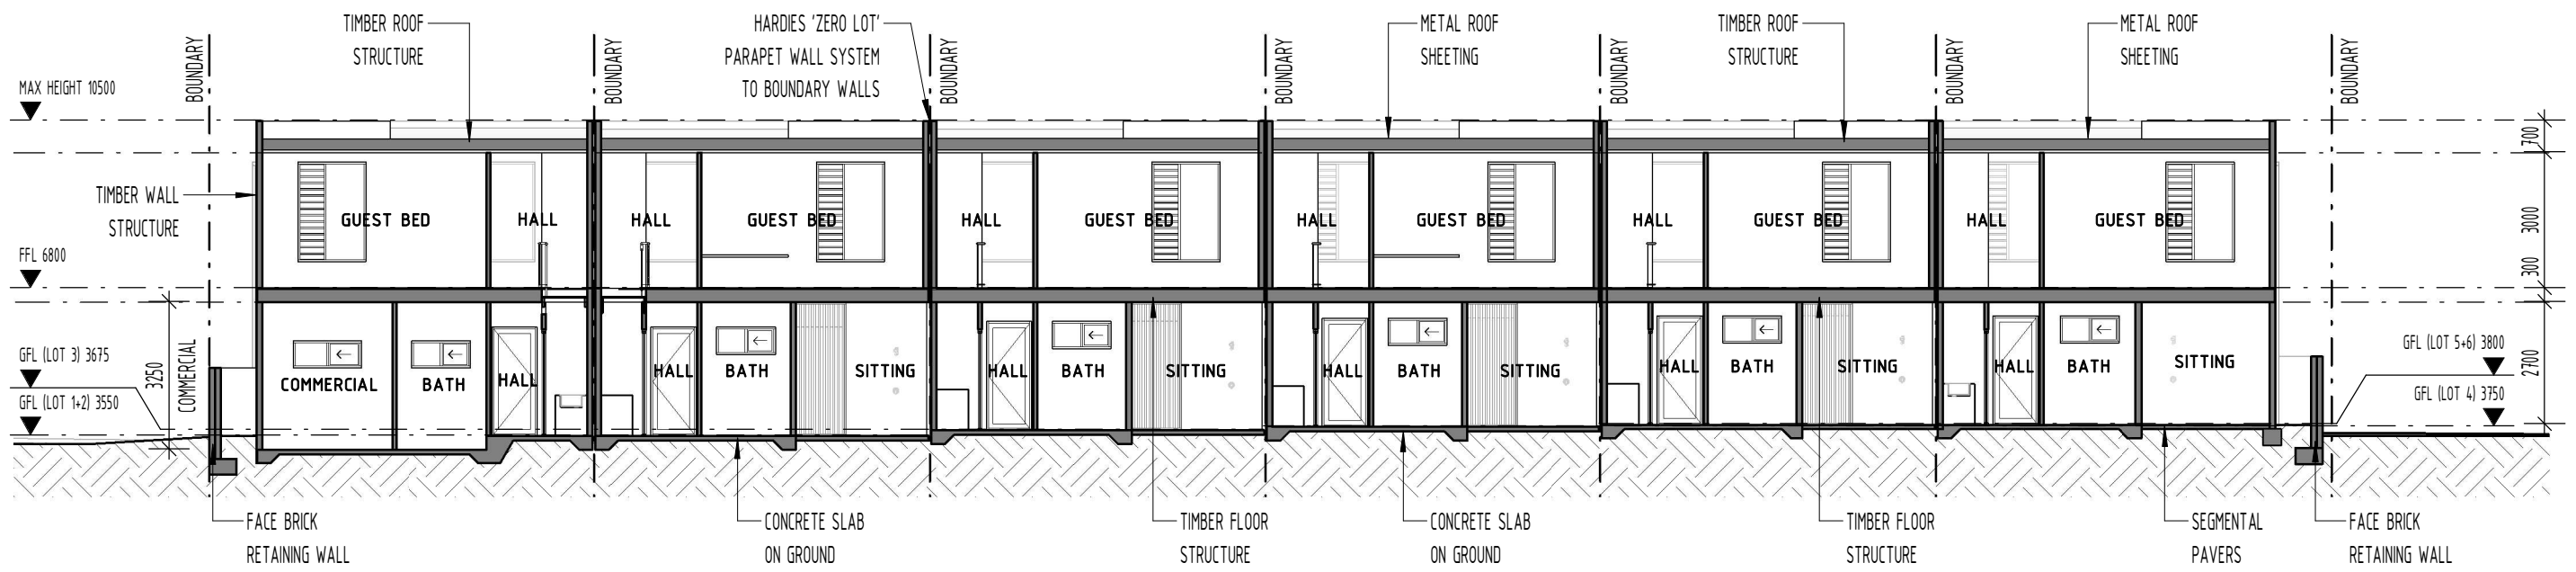 TIMBER ROOF
STRUCTURE
HARDIES 'ZERO LOT'
PARAPET WALL SYSTEM
TO BOUNDARY WALLS
METAL ROOF
SHEETING
TIMBER ROOF
STRUCTURE
METAL ROOF
SHEETING
BOUNDARY
BOUNDARY
BOUNDARY
BOUNDARY
BOUNDARY
BOUNDARY
BOUNDARY
MAX HEIGHT 10500
700
TIMBER WALL
STRUCTURE
GUEST BED
HALL
HALL
GUEST BED
HALL
GUEST BED
HALL
GUEST BED
HALL
GUEST BED
HALL
GUEST BED
3000
FFL 6800
300
GFL (LOT 3) 3675
GFL (LOT 1+2) 3550
3250
COMMERCIAL
COMMERCIAL
BATH
HALL
HALL
BATH
SITTING
HALL
BATH
SITTING
HALL
BATH
SITTING
HALL
BATH
SITTING
HALL
BATH
SITTING
2700
GFL (LOT 5+6) 3800
GFL (LOT 4) 3750
FACE BRICK
RETAINING WALL
CONCRETE SLAB
ON GROUND
TIMBER FLOOR
STRUCTURE
CONCRETE SLAB
ON GROUND
TIMBER FLOOR
STRUCTURE
SEGMENTAL
PAVERS
FACE BRICK
RETAINING WALL